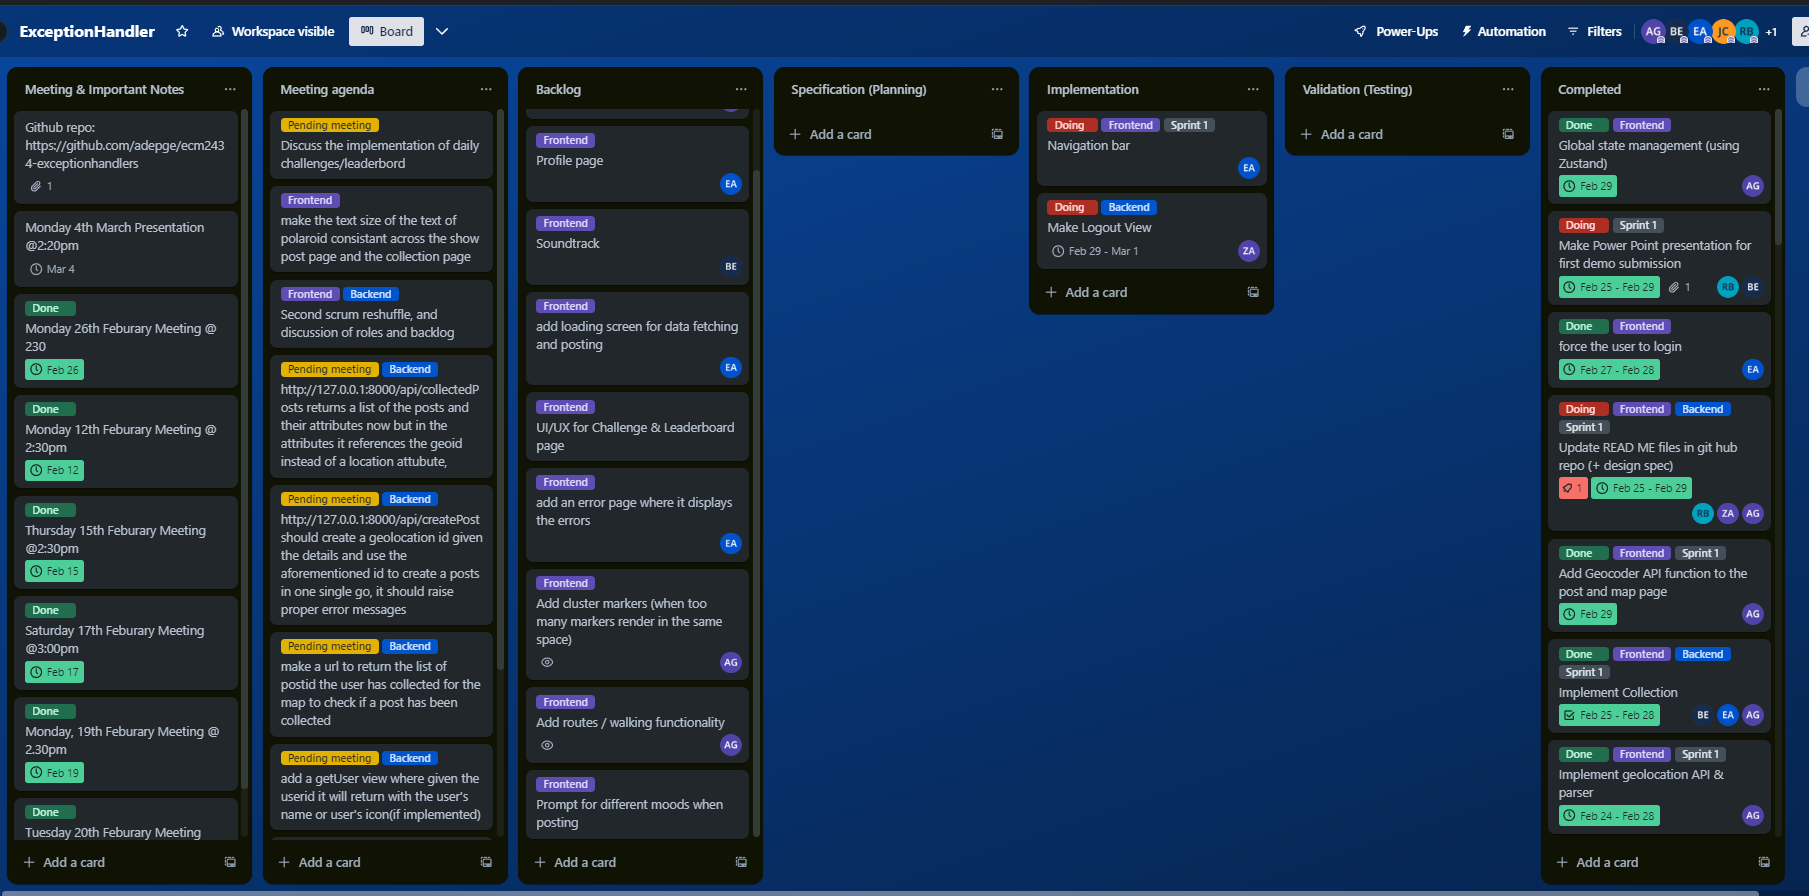 ExceptionHandler
Workspace visible
Board
Power-Ups
Automation
Filters
AG
BE
EA
JC
RB
+1
Meeting & Important Notes
Github repo:
https://github.com/adepge/ecm243
4-exceptionhandlers
1
Monday 4th March Presentation
@2:20pm
Mar 4
Done
Monday 26th Feburary Meeting @
230
Feb 26
Done
Monday 12th Feburary Meeting @
2:30pm
Feb 12
Done
Thursday 15th Feburary Meeting
@2:30pm
Feb 15
Done
Saturday 17th Feburary Meeting
@3:00pm
Feb 17
Done
Monday, 19th Feburary Meeting @
2.30pm
Feb 19
Done
Tuesday 20th Feburary Meeting
Add a card
Meeting agenda
Pending meeting
Discuss the implementation of daily
challenges/leaderbord
Frontend
make the text size of the text of
polaroid consistant across the show
post page and the collection page
Frontend Backend
Second scrum reshuffle, and
discussion of roles and backlog
Pending meeting Backend
http://127.0.0.1:8000/api/collectedP
osts returns a list of the posts and
their attributes now but in the
attributes it references the geoid
instead of a location attubute,
Pending meeting Backend
http://127.0.0.1:8000/api/createPost
should create a geolocation id given
the details and use the
aforementioned id to create a posts
in one single go, it should raise
proper error messages
Pending meeting Backend
make a url to return the list of
postid the user has collected for the
map to check if a post has been
collected
Pending meeting Backend
add a getUser view where given the
userid it will return with the user's
name or user's icon(if implemented)
Add a card
Backlog
Frontend
Profile page
EA
Frontend
Soundtrack
BE
Frontend
add loading screen for data fetching
and posting
EA
Frontend
UI/UX for Challenge & Leaderboard
page
Frontend
add an error page where it displays
the errors
EA
Frontend
Add cluster markers (when too
many markers render in the same
space)
AG
Frontend
Add routes / walking functionality
AG
Frontend
Prompt for different moods when
posting
Add a card
Specification (Planning)
Add a card
Implementation
Doing Frontend Sprint 1
Navigation bar
EA
Doing Backend
Make Logout View
Feb 29 - Mar 1
ZA
Add a card
Validation (Testing)
Add a card
Completed
Done Frontend
Global state management (using
Zustand)
Feb 29
AG
Doing Sprint 1
Make Power Point presentation for
first demo submission
Feb 25 - Feb 29 1 RB BE
Done Frontend
force the user to login
Feb 27 - Feb 28
EA
Doing Frontend Backend
Sprint 1
Update READ ME files in git hub
repo (+ design spec)
1 Feb 25 - Feb 29
RB ZA AG
Done Frontend Sprint 1
Add Geocoder API function to the
post and map page
Feb 29
AG
Done Frontend Backend
Sprint 1
Implement Collection
Feb 25 - Feb 28 BE EA AG
Done Frontend Sprint 1
Implement geolocation API &
parser
Feb 24 - Feb 28
AG
Add a card